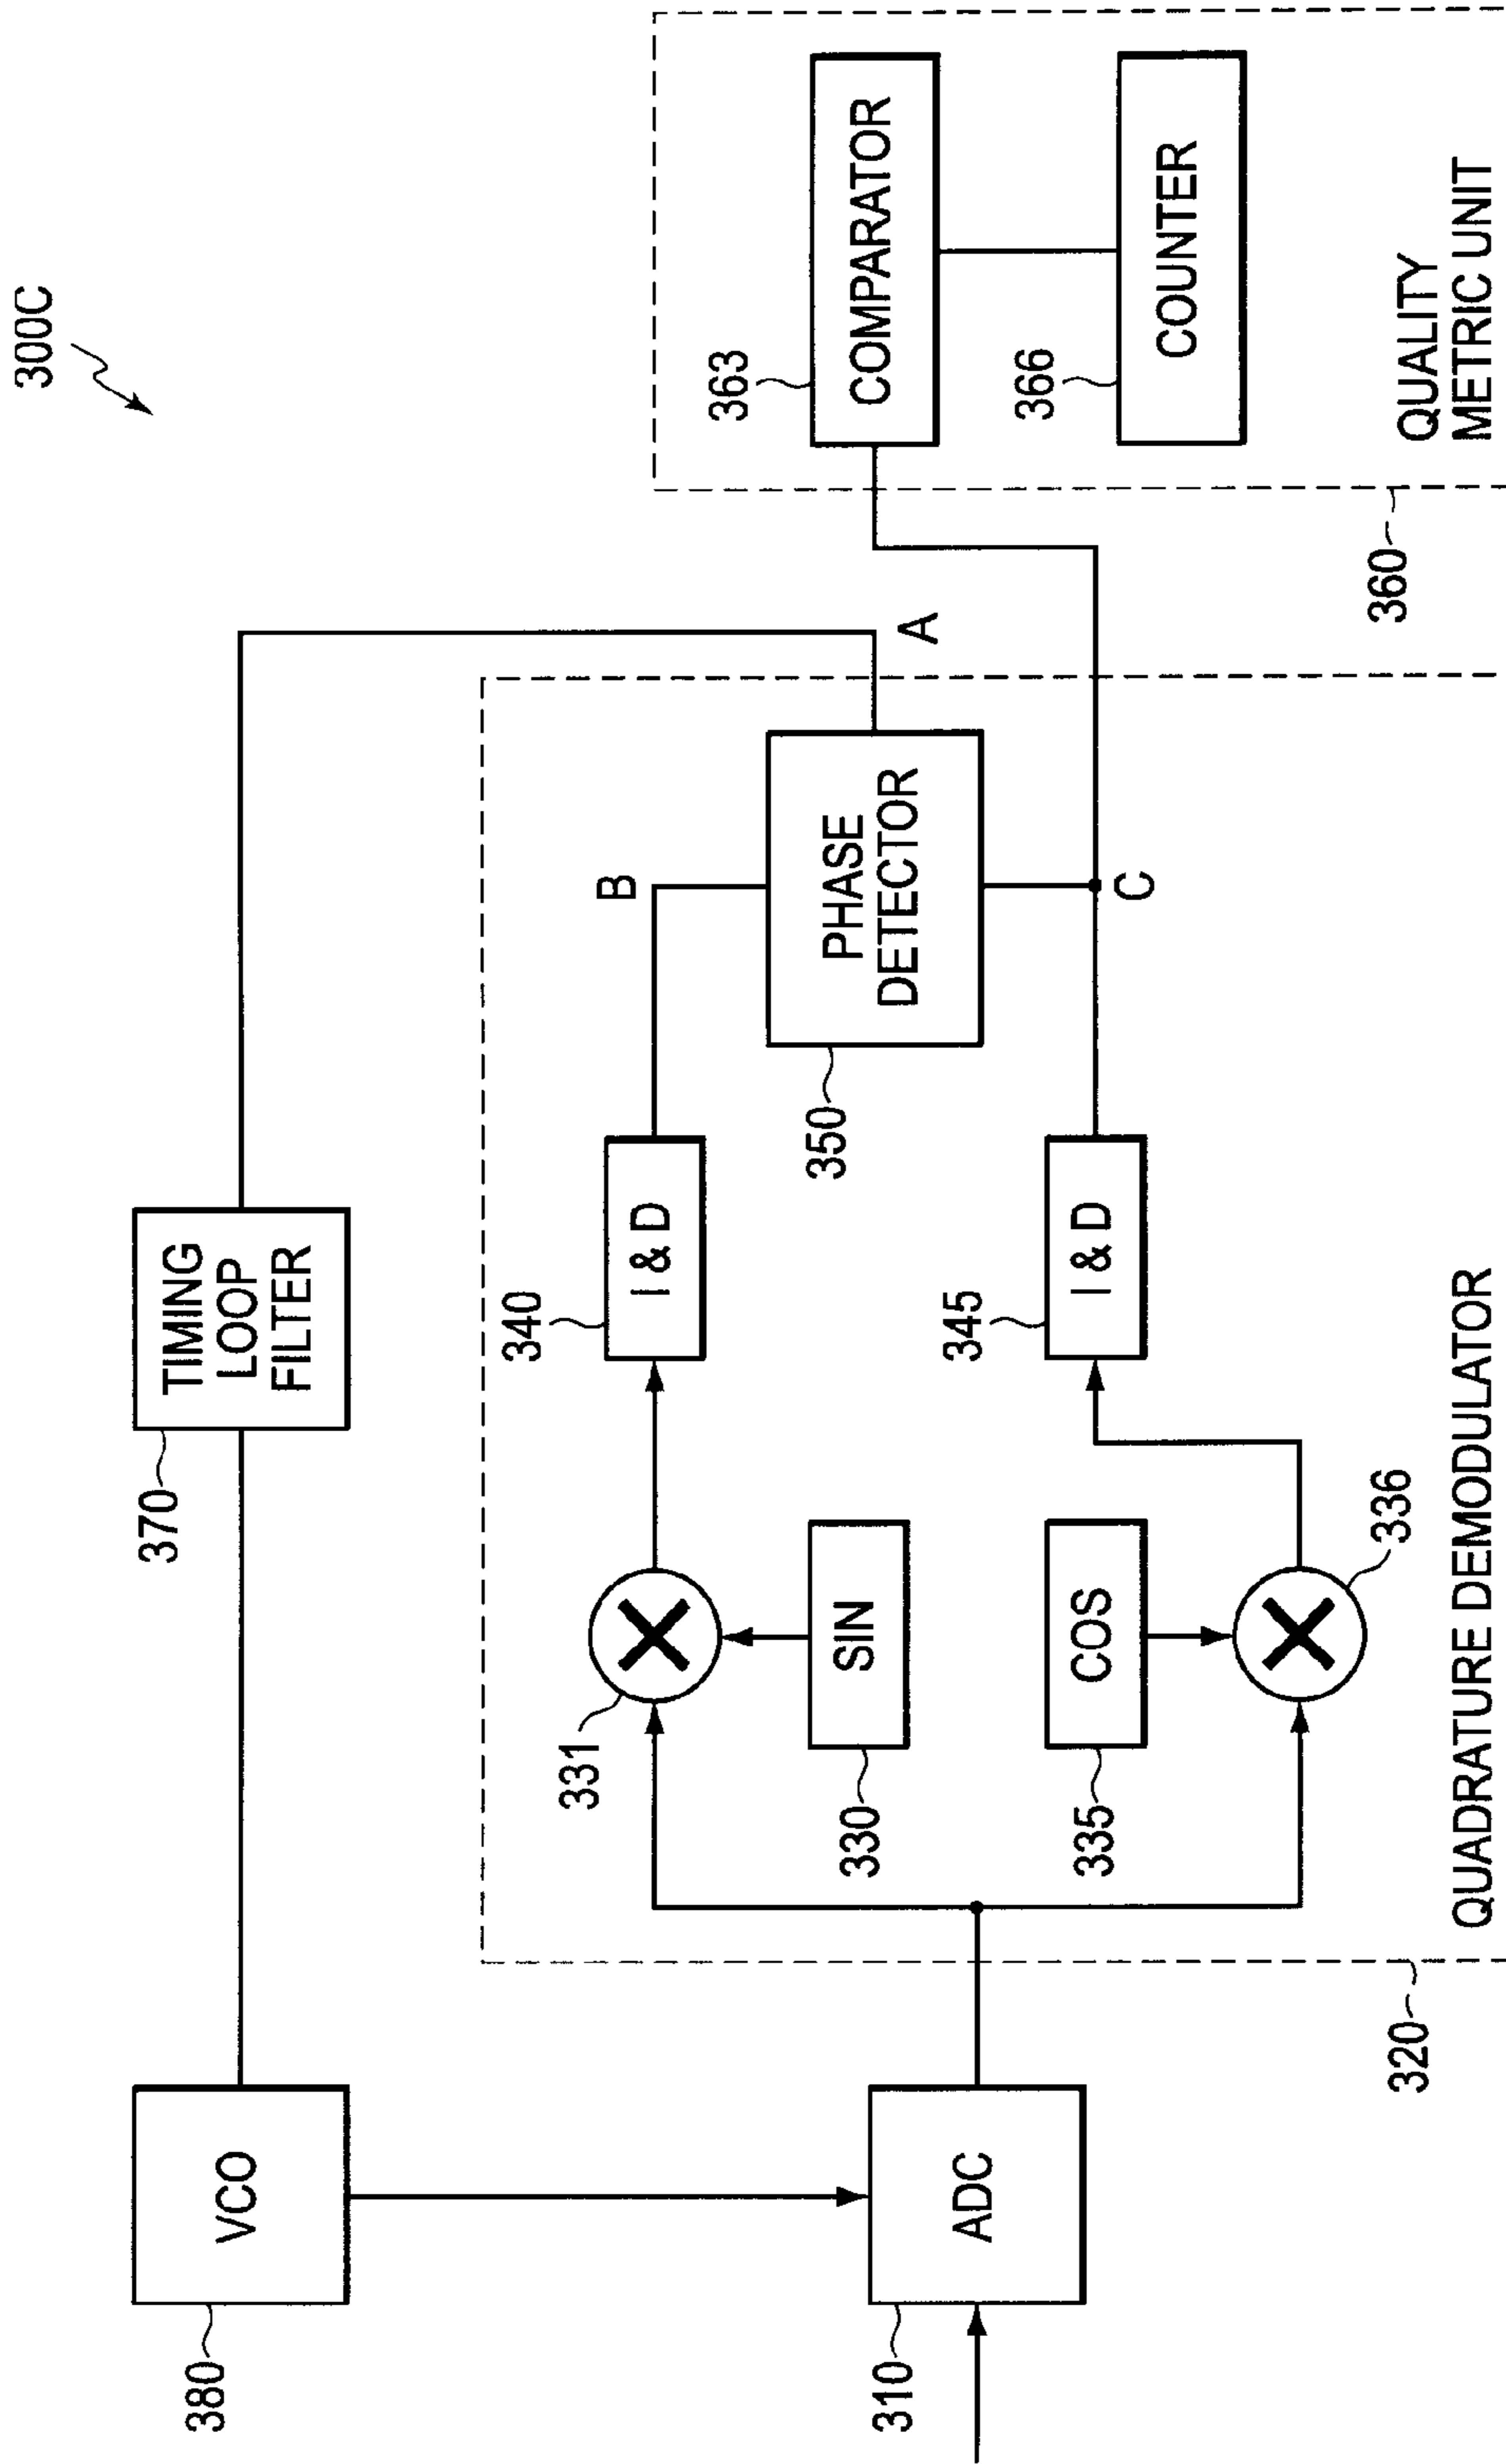 300C
380
VCO
370
TIMING
LOOP
FILTER
310
ADC
331
330
SIN
335
COS
336
340
I & D
345
I & D
B
350
PHASE
DETECTOR
A
C
320
QUADRATURE DEMODULATOR
363
COMPARATOR
366
COUNTER
360
QUALITY
METRIC UNIT